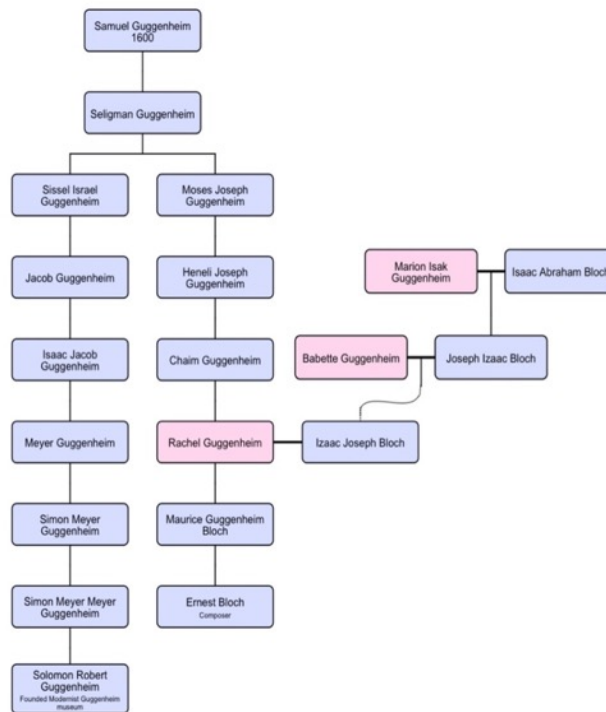 Samuel Guggenheim
1600
Seligman Guggenheim
Sissel Israel
Guggenheim
Moses Joseph
Guggenheim
Jacob Guggenheim
Heneli Joseph
Guggenheim
Marion Isak
Guggenheim
Isaac Abraham Bloch
Isaac Jacob
Guggenheim
Chaim Guggenheim
Babette Guggenheim
Joseph Izaac Bloch
Meyer Guggenheim
Rachel Guggenheim
Izaac Joseph Bloch
Simon Meyer
Guggenheim
Maurice Guggenheim
Bloch
Simon Meyer Meyer
Guggenheim
Ernest Bloch
Composer
Solomon Robert
Guggenheim
Founded Modernist Guggenheim
museum